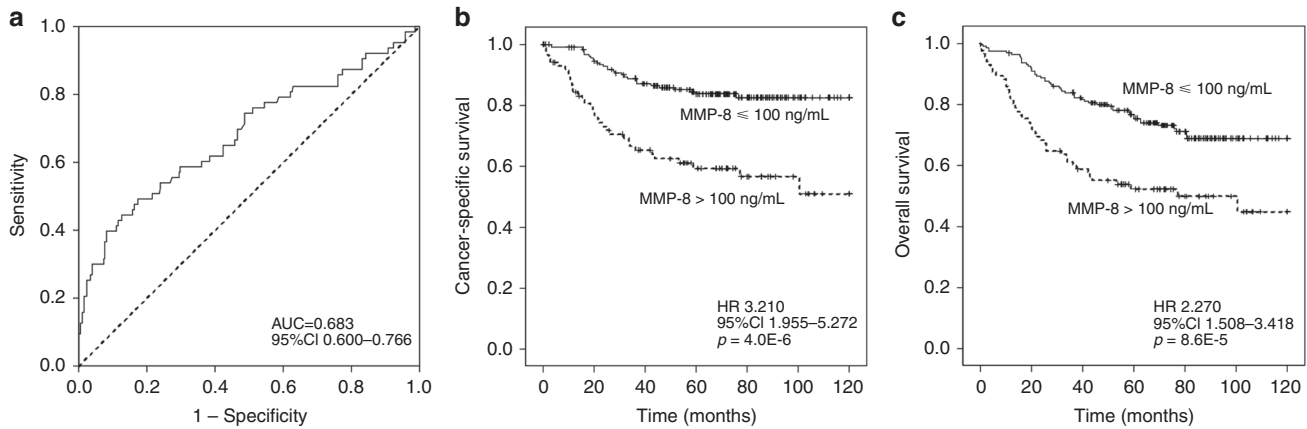 a
1.0
0.8
0.6
0.4
0.2
0.0
Sensitivity
AUC=0.683
95%CI 0.600–0.766
0.0 0.2 0.4 0.6 0.8 1.0
1 – Specificity
b
1.0
0.8
0.6
0.4
0.2
0.0
Cancer-specific survival
MMP-8 ⩽ 100 ng/mL
MMP-8 > 100 ng/mL
HR 3.210
95%CI 1.955–5.272
p = 4.0E-6
0 20 40 60 80 100 120
Time (months)
c
1.0
0.8
0.6
0.4
0.2
0.0
Overall survival
MMP-8 ⩽ 100 ng/mL
MMP-8 > 100 ng/mL
HR 2.270
95%CI 1.508–3.418
p = 8.6E-5
0 20 40 60 80 100 120
Time (months)